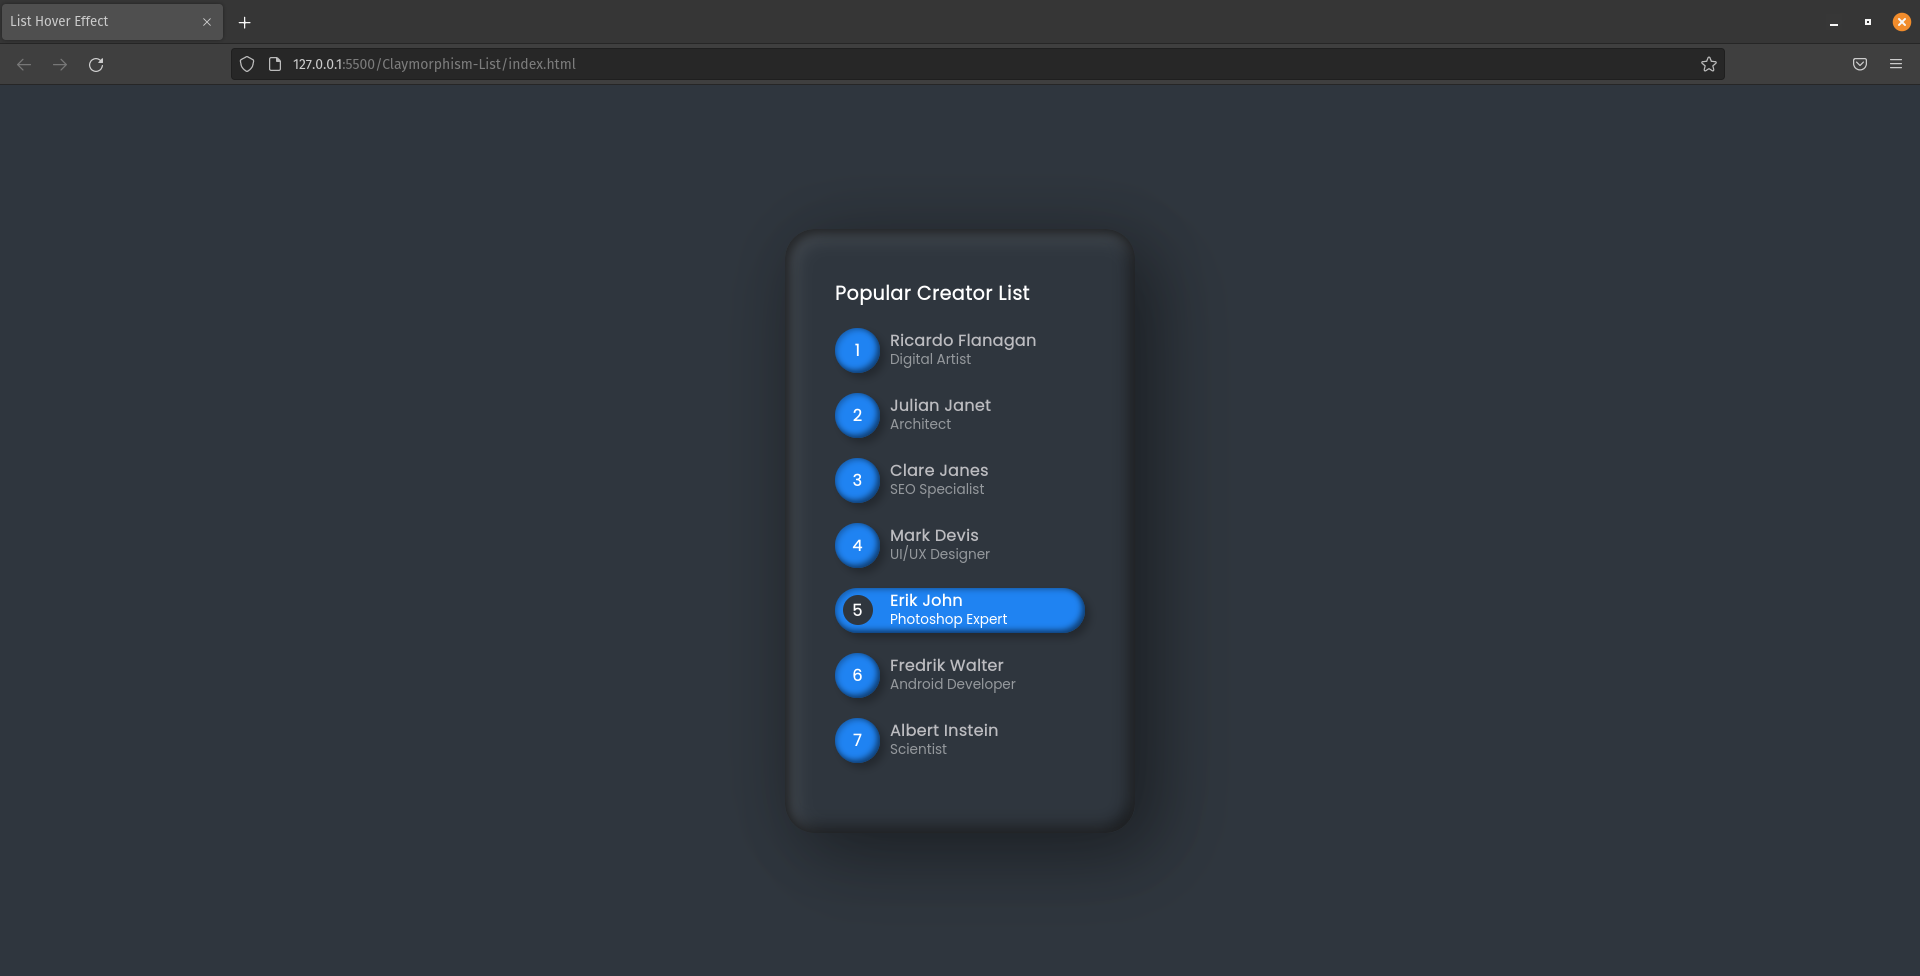 List Hover Effect
127.0.0.1:5500/Claymorphism-List/index.html
Popular Creator List
1
Ricardo Flanagan
Digital Artist
2
Julian Janet
Architect
3
Clare Janes
SEO Specialist
4
Mark Devis
UI/UX Designer
5
Erik John
Photoshop Expert
6
Fredrik Walter
Android Developer
7
Albert Instein
Scientist